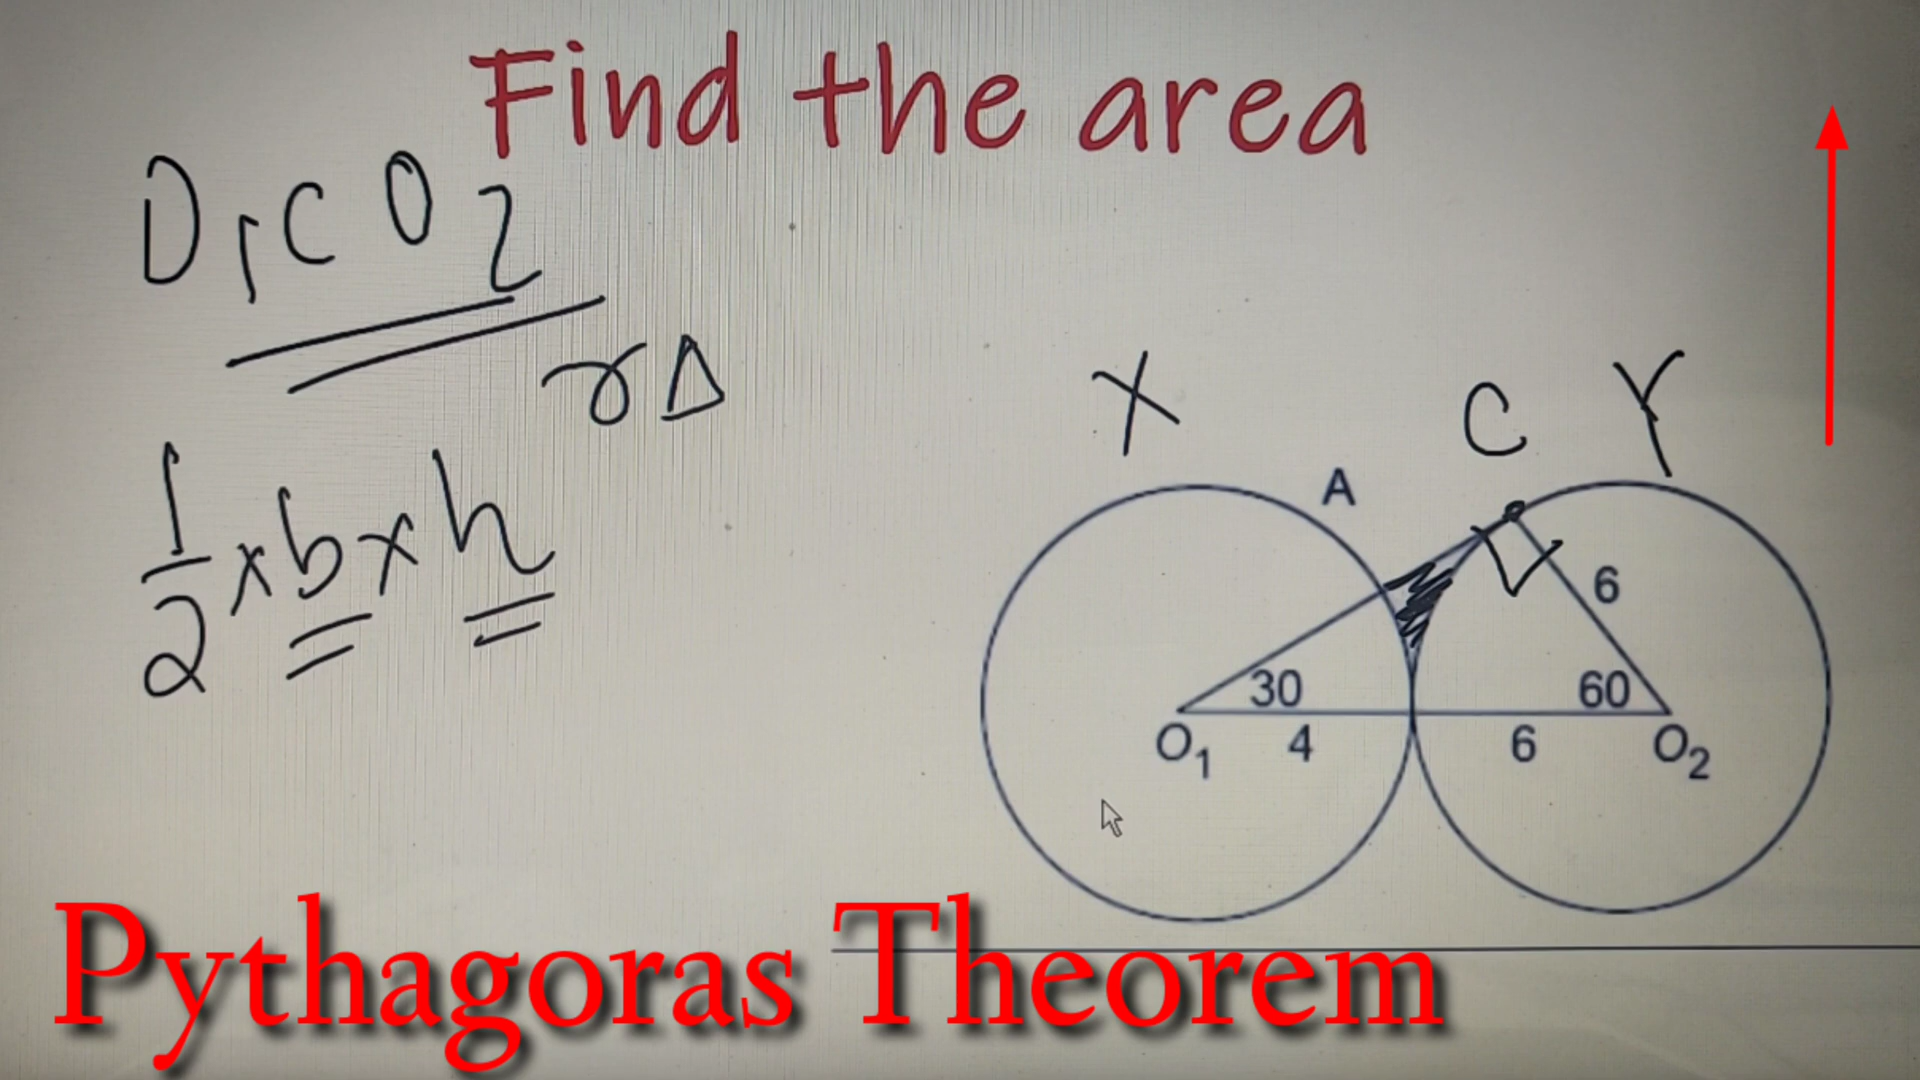 Find the area
O1CO2
rΔ
1/2 × b × h
X
C
Y
A
6
30
60
O1
4
6
O2
Pythagoras Theorem